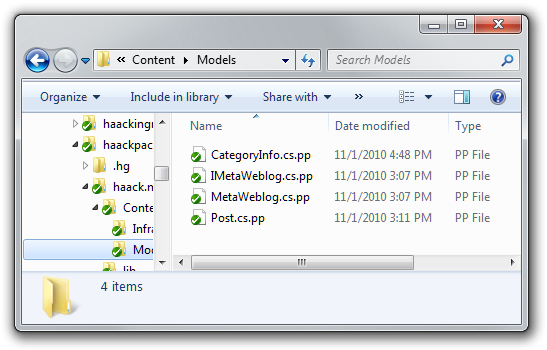 Content Models
Search Models
Organize Include in library Share with
Name Date modified Type
haackingr
haackpac
.hg
haack.n
Conte
Infra
Moc
lib
CategoryInfo.cs.pp 11/1/2010 4:48 PM PP File
IMetaWeblog.cs.pp 11/1/2010 3:07 PM PP File
MetaWeblog.cs.pp 11/1/2010 3:07 PM PP File
Post.cs.pp 11/1/2010 3:11 PM PP File
4 items